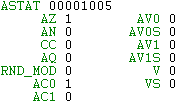 ASTAT 00001005
AZ 1 AV0 0
AN 0 AV0S 0
CC 0 AV1 0
AQ 0 AV1S 0
RND_MOD 0 V 0
AC0 1 VS 0
AC1 0